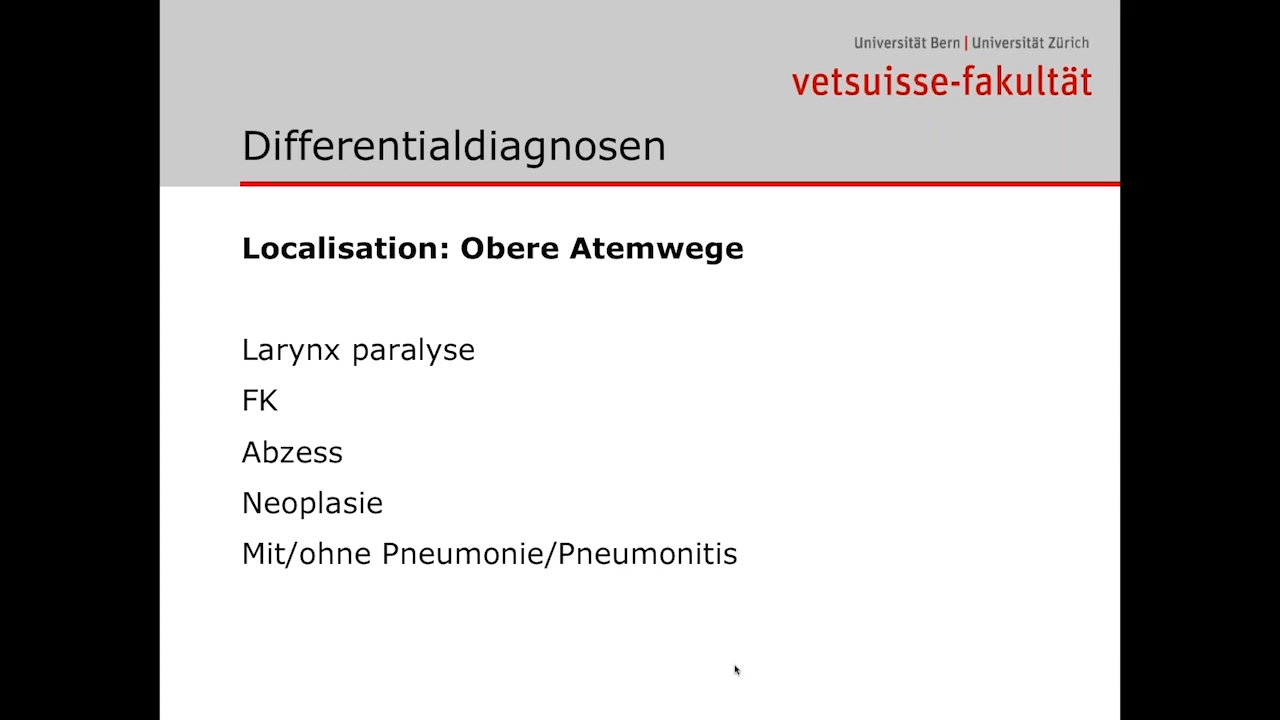 Universität Bern | Universität Zürich
vetsuisse-fakultät
Differentialdiagnosen
Localisation: Obere Atemwege
Larynx paralyse
FK
Abzess
Neoplasie
Mit/ohne Pneumonie/Pneumonitis